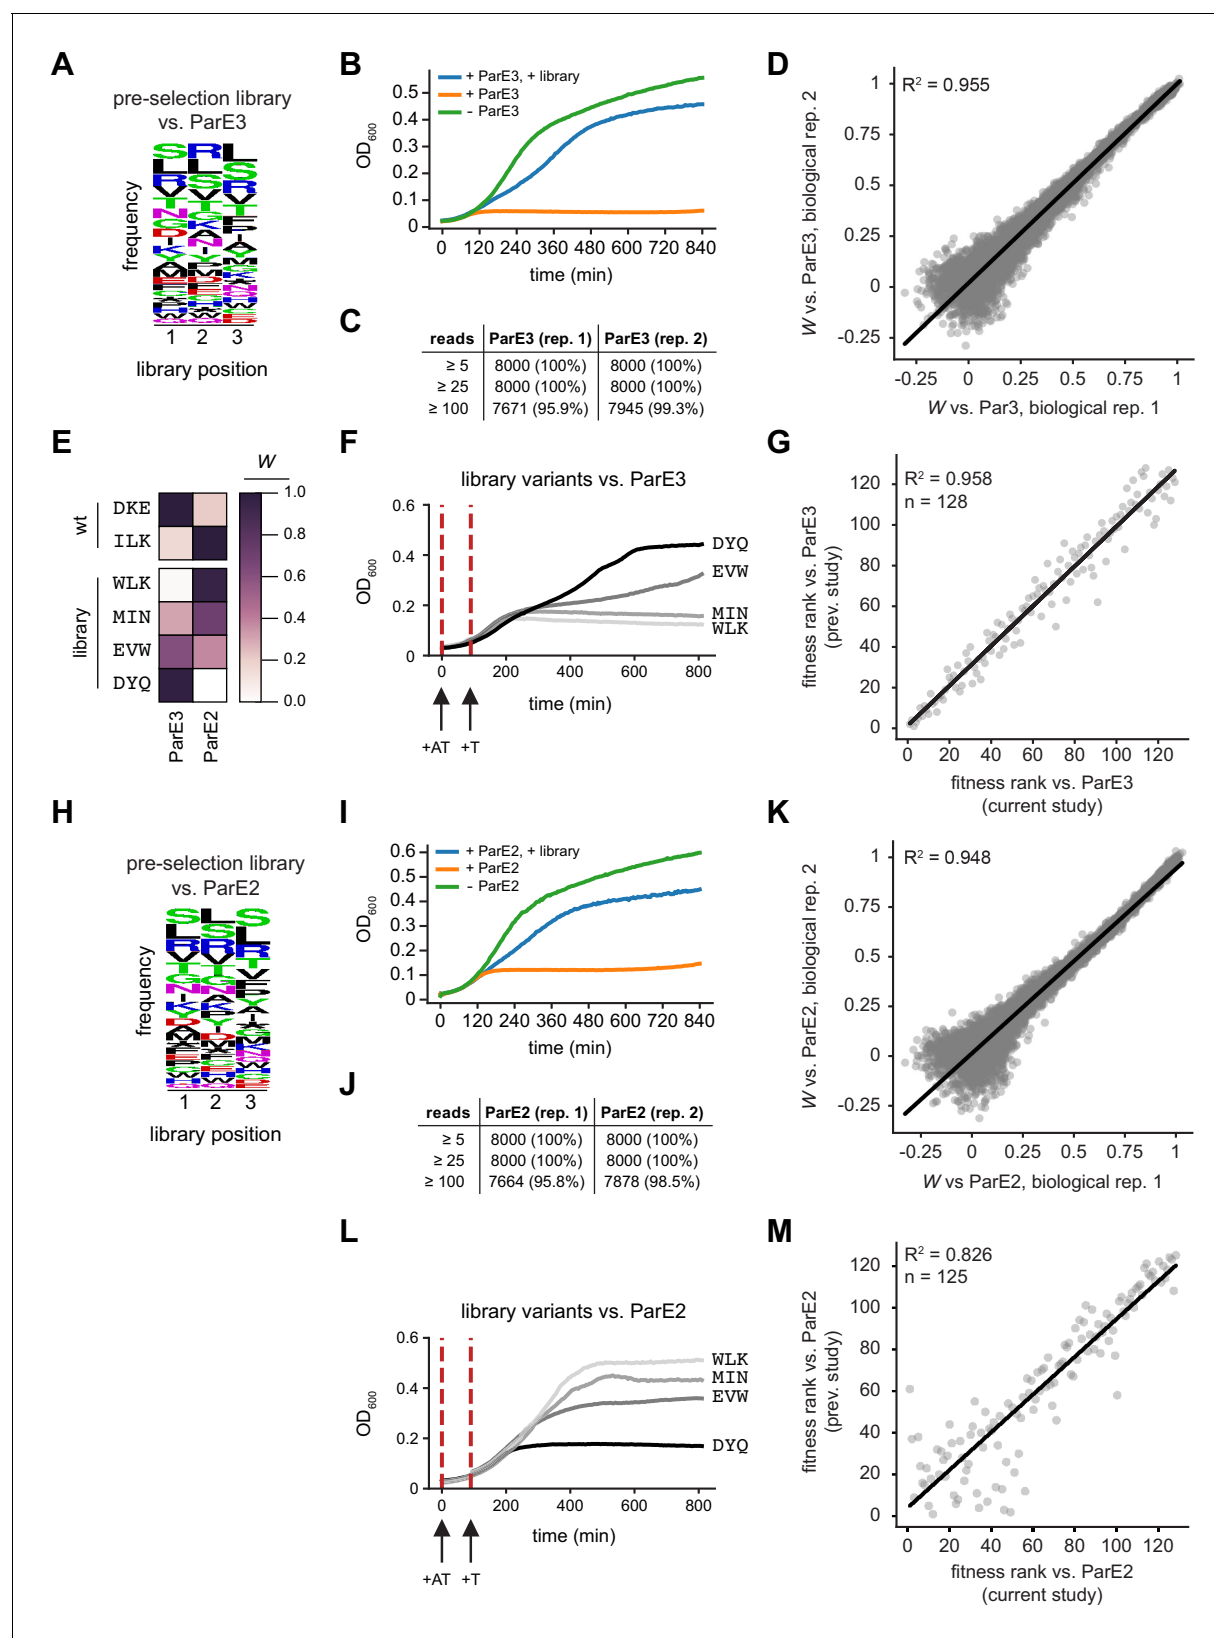 A
pre-selection library
vs. ParE3
frequency
1 2 3
library position
B
+ ParE3, + library
+ ParE3
- ParE3
OD600
0.5
0.4
0.3
0.2
0.1
0
0 120 240 360 480 600 720 840
time (min)
C
reads ParE3 (rep. 1) ParE3 (rep. 2)
≥ 5 8000 (100%) 8000 (100%)
≥ 25 8000 (100%) 8000 (100%)
≥ 100 7671 (95.9%) 7945 (99.3%)
D
R2 = 0.955
W vs. ParE3, biological rep. 2
1
0.75
0.5
0.25
0
-0.25
-0.25 0 0.25 0.5 0.75 1
W vs. Par3, biological rep. 1
E
W
wt
DKE
ILK
library
WLK
MIN
EVW
DYQ
1.0
0.8
0.6
0.4
0.2
0.0
ParE3
ParE2
F
library variants vs. ParE3
OD600
0.6
0.4
0.2
0
DYQ
EVW
MIN
WLK
0 200 400 600 800
time (min)
+AT +T
G
R2 = 0.958
n = 128
fitness rank vs. ParE3
(prev. study)
120
100
80
60
40
20
0
0 20 40 60 80 100 120
fitness rank vs. ParE3
(current study)
H
pre-selection library
vs. ParE2
frequency
1 2 3
library position
I
+ ParE2, + library
+ ParE2
- ParE2
OD600
0.6
0.5
0.4
0.3
0.2
0.1
0
0 120 240 360 480 600 720 840
time (min)
J
reads ParE2 (rep. 1) ParE2 (rep. 2)
≥ 5 8000 (100%) 8000 (100%)
≥ 25 8000 (100%) 8000 (100%)
≥ 100 7664 (95.8%) 7878 (98.5%)
K
R2 = 0.948
W vs. ParE2, biological rep. 2
1
0.75
0.5
0.25
0
-0.25
-0.25 0 0.25 0.5 0.75 1
W vs ParE2, biological rep. 1
L
library variants vs. ParE2
OD600
0.6
0.4
0.2
0
WLK
MIN
EVW
DYQ
0 200 400 600 800
time (min)
+AT +T
M
R2 = 0.826
n = 125
fitness rank vs. ParE2
(prev. study)
120
100
80
60
40
20
0
0 20 40 60 80 100 120
fitness rank vs. ParE2
(current study)